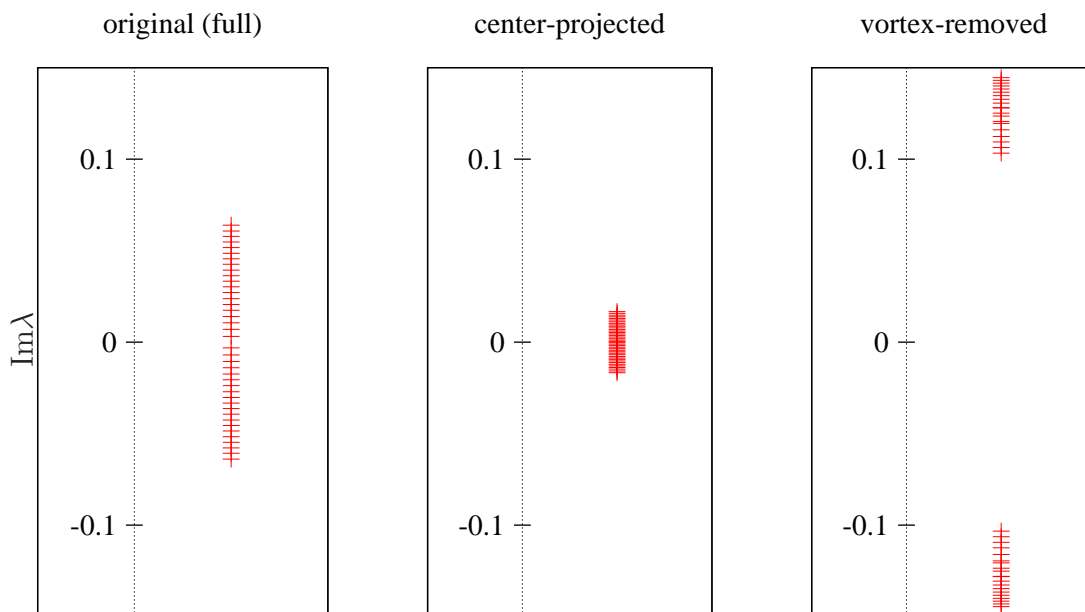 original (full)
center-projected
vortex-removed
Imλ
0.1
0
-0.1
0.1
0
-0.1
0.1
0
-0.1